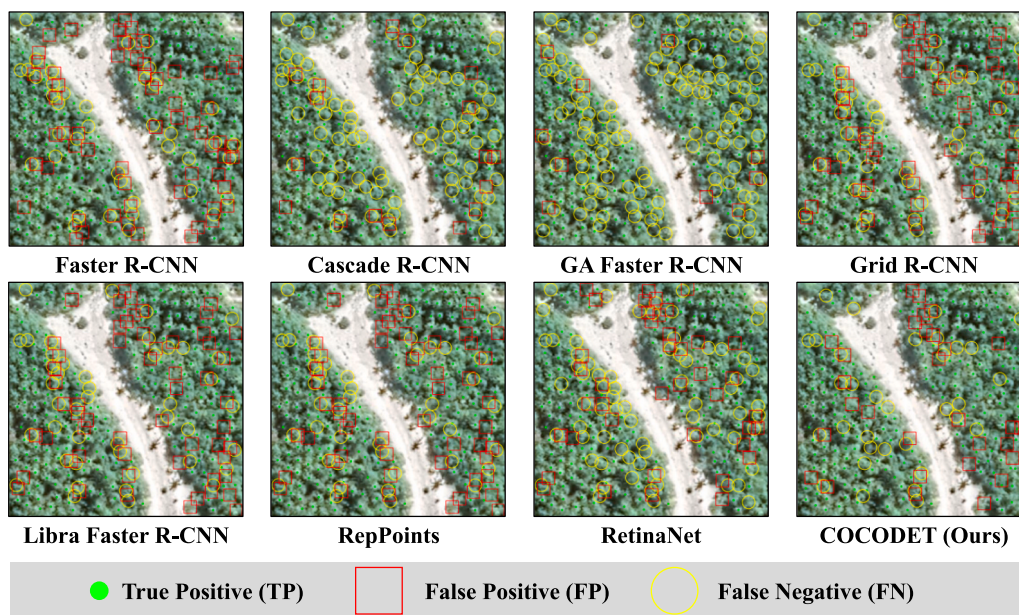 Faster R-CNN
Cascade R-CNN
GA Faster R-CNN
Grid R-CNN
Libra Faster R-CNN
RepPoints
RetinaNet
COCODET (Ours)
True Positive (TP)
False Positive (FP)
False Negative (FN)